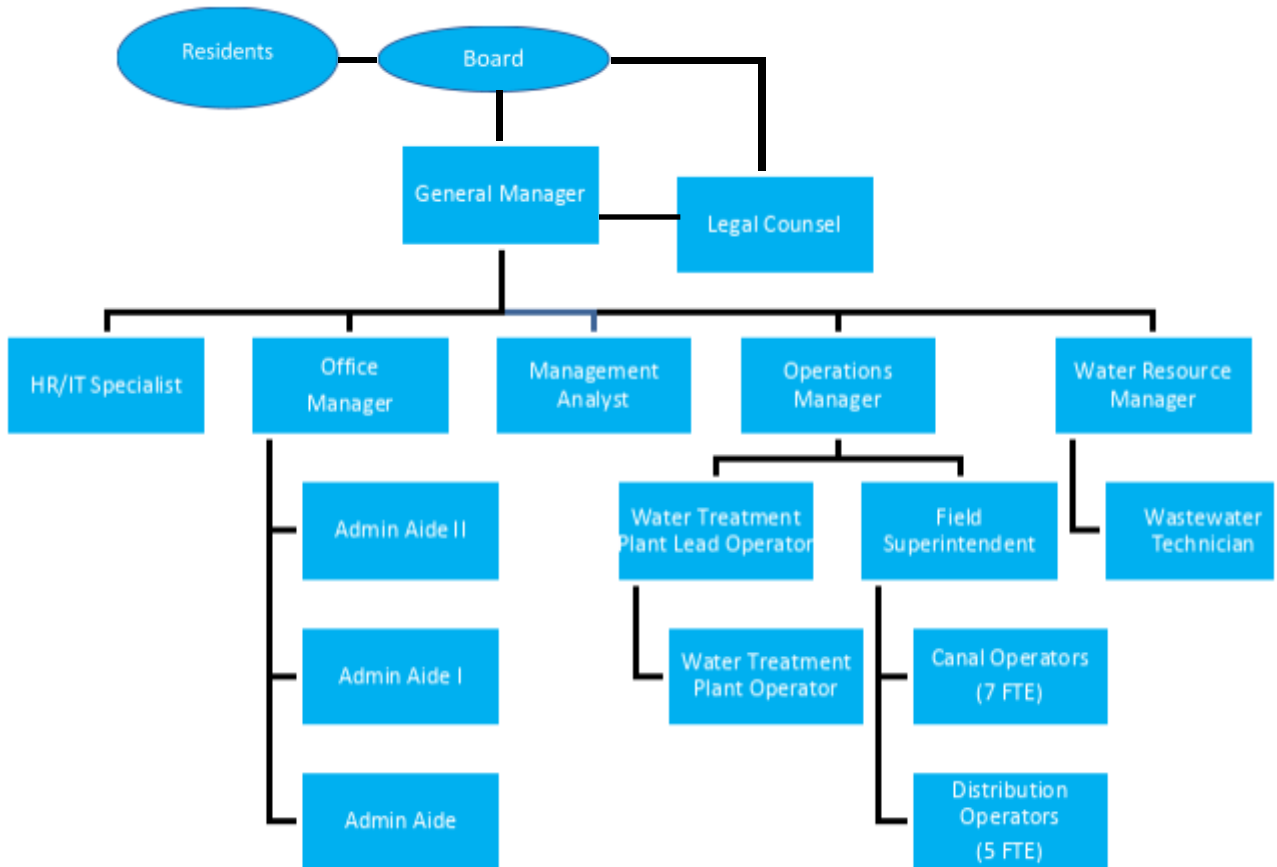 Residents
Board
General Manager
Legal Counsel
HR/IT Specialist
Office
Manager
Management
Analyst
Operations
Manager
Water Resource
Manager
Admin Aide II
Water Treatment
Plant Lead Operator
Field
Superintendent
Wastewater
Technician
Admin Aide I
Water Treatment
Plant Operator
Canal Operators
(7 FTE)
Admin Aide
Distribution
Operators
(5 FTE)